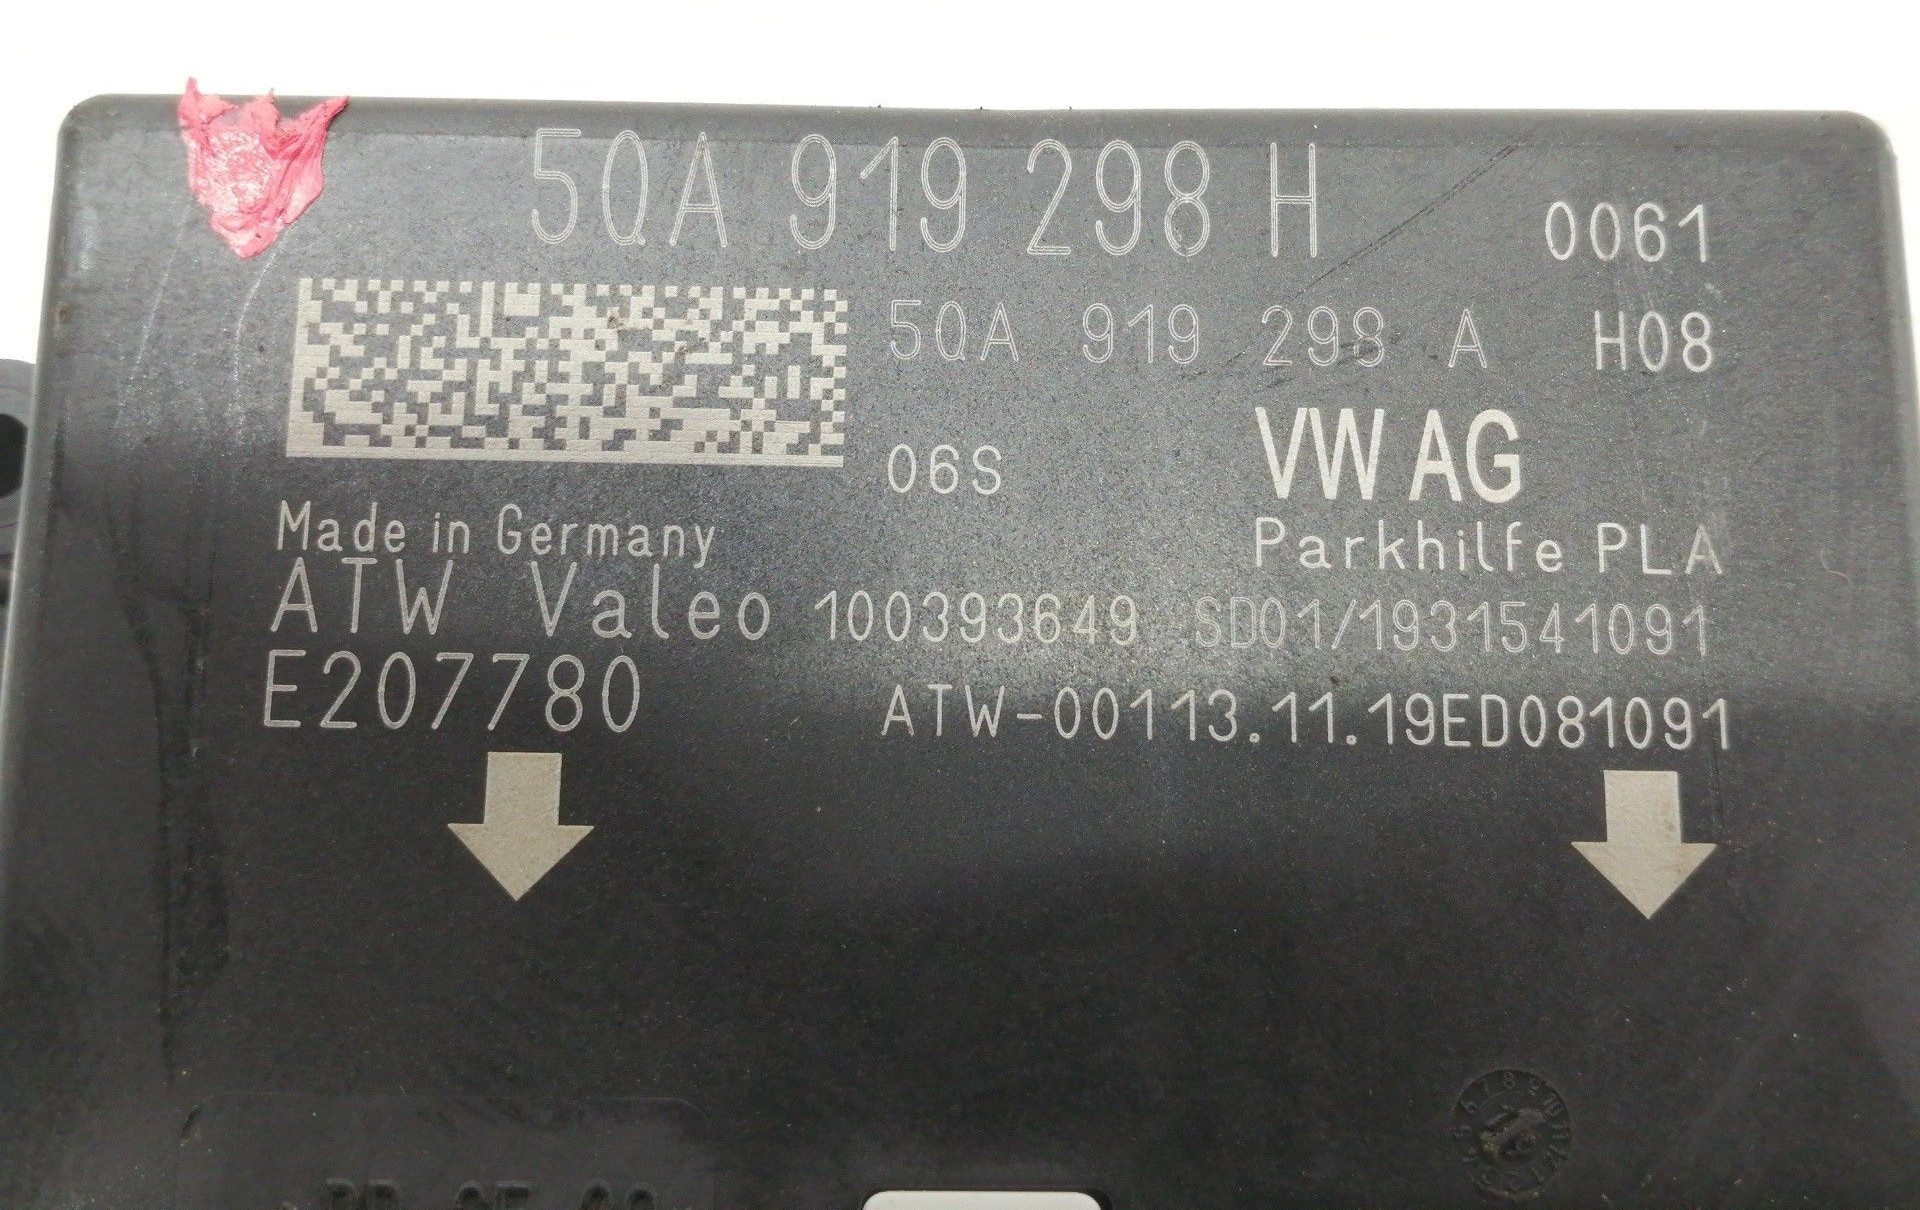 5QA 919 298 H
0061
5QA 919 298 A H08
06S
VW AG
Made in Germany
Parkhilfe PLA
ATW Valeo 100393649 SD01/1931541091
E207780
ATW-00113.11.19ED081091